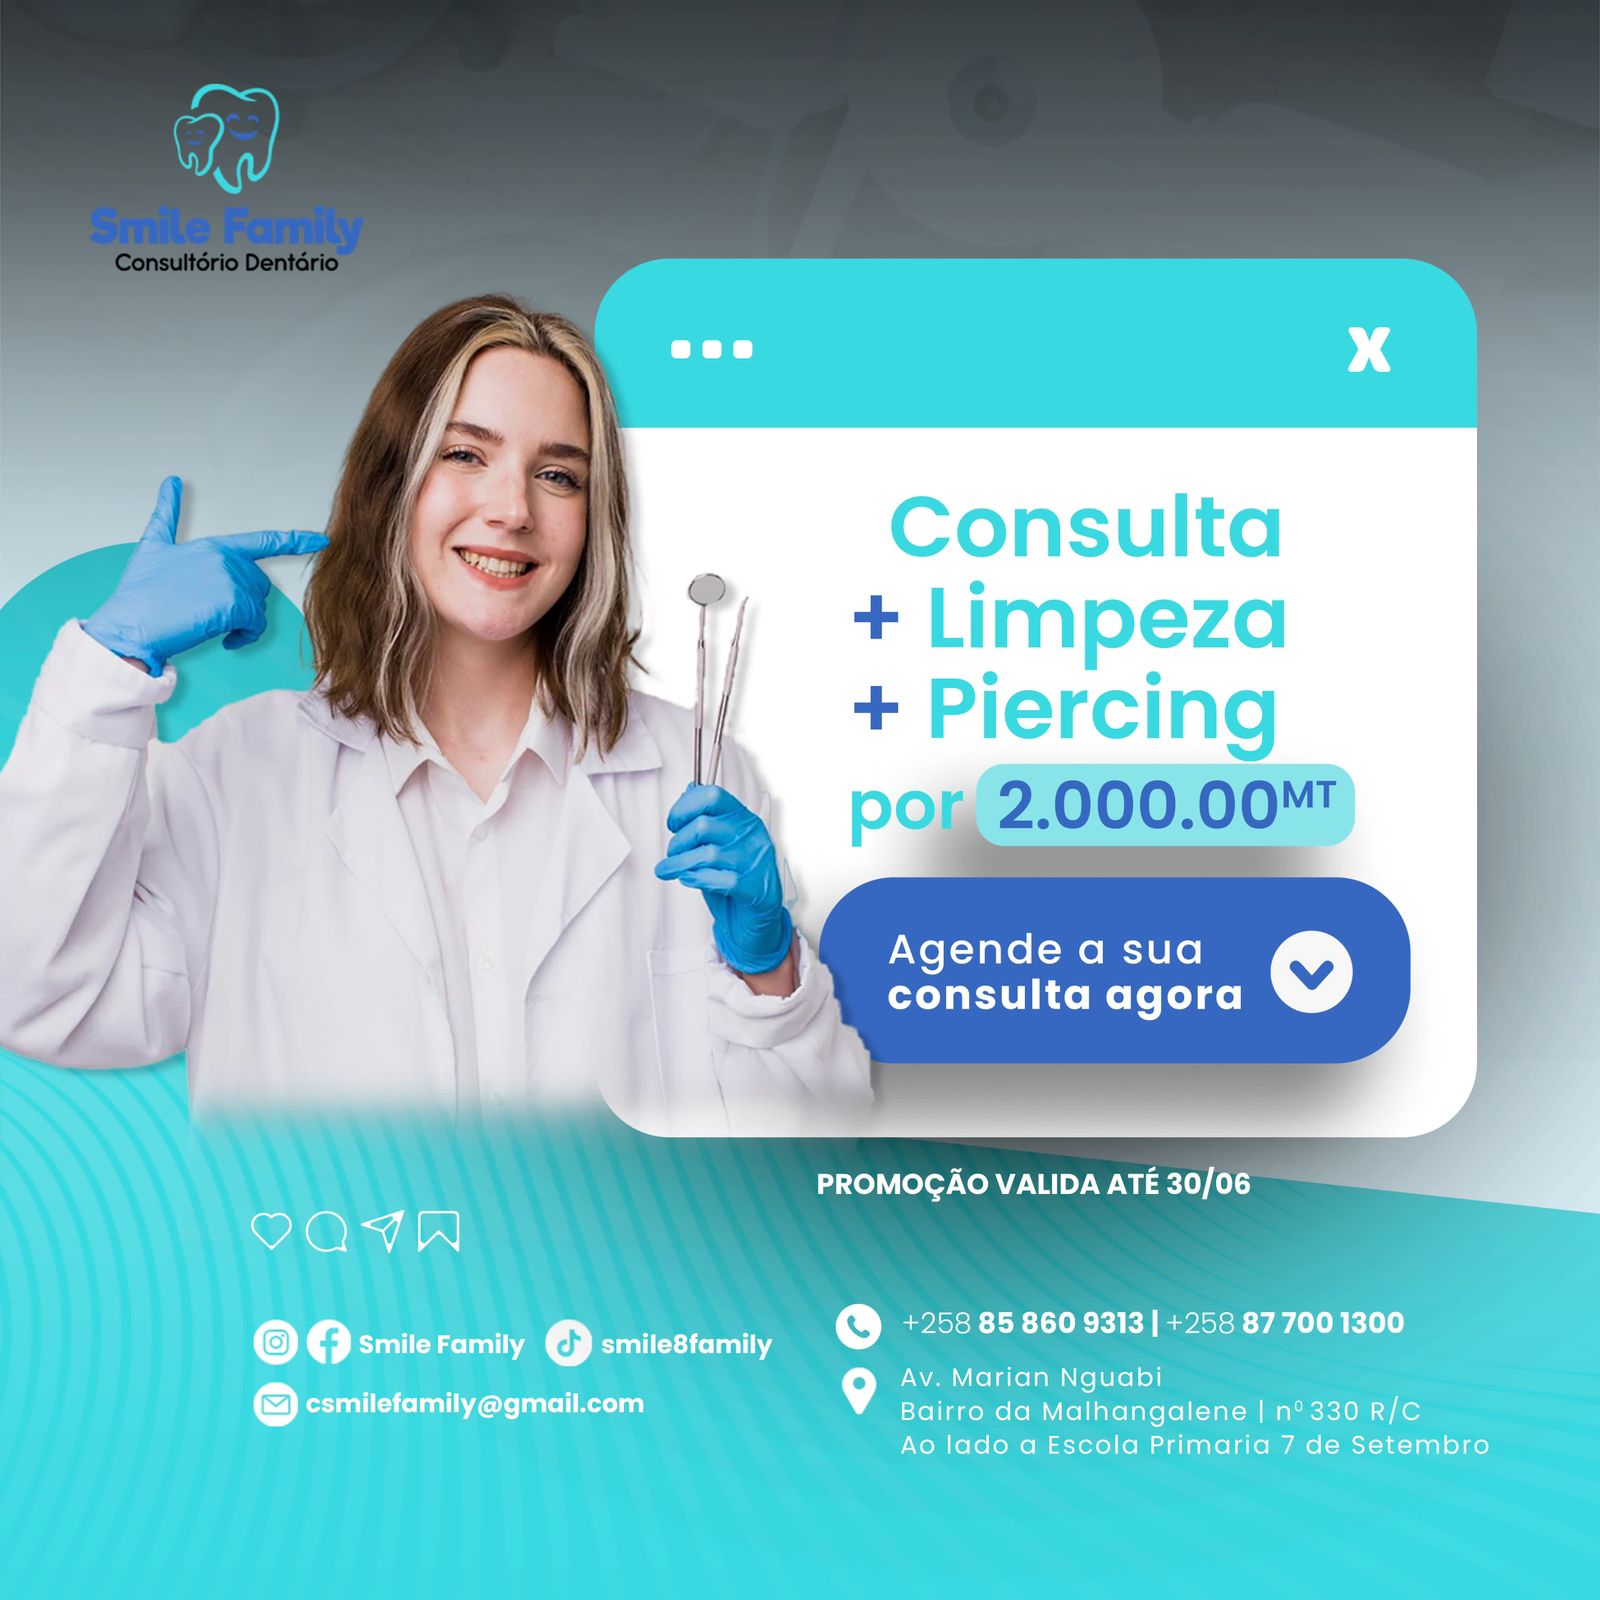 Smile Family
Consultório Dentário
X
Consulta
+ Limpeza
+ Piercing
por 2.000.00MT
Agende a sua
consulta agora
PROMOÇÃO VALIDA ATÉ 30/06
Smile Family smile8family
csmilefamily@gmail.com
+258 85 860 9313 | +258 87 700 1300
Av. Marian Nguabi
Bairro da Malhangalene | nº 330 R/C
Ao lado a Escola Primaria 7 de Setembro